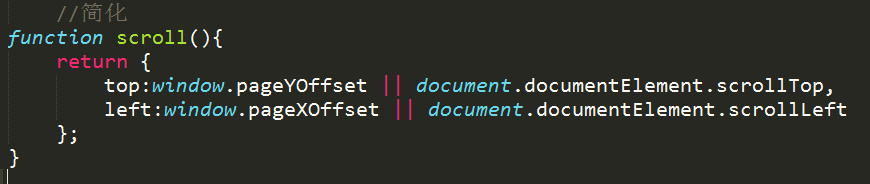 //简化
function scroll(){
return {
top:window.pageYOffset || document.documentElement.scrollTop,
left:window.pageXOffset || document.documentElement.scrollLeft
};
}